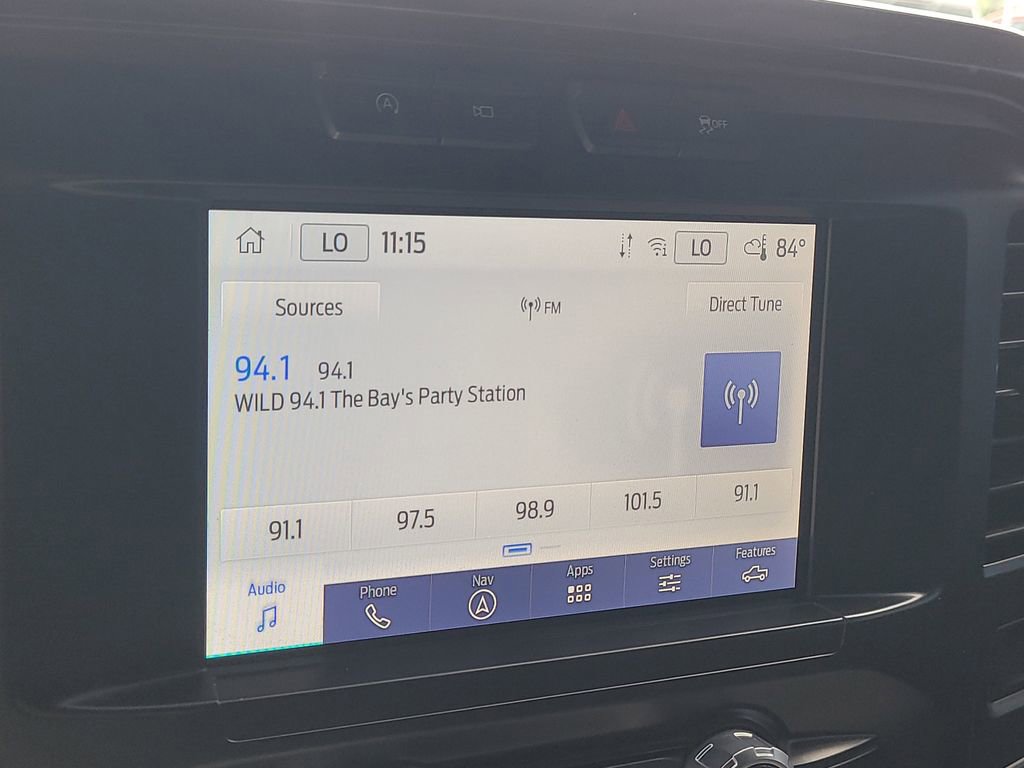 A
OFF
LO 11:15 1 LO 84°
Sources FM Direct Tune
94.1 94.1
WILD 94.1 The Bay's Party Station
91.1 97.5 98.9 101.5 91.1
Audio Phone Nav Apps Settings Features